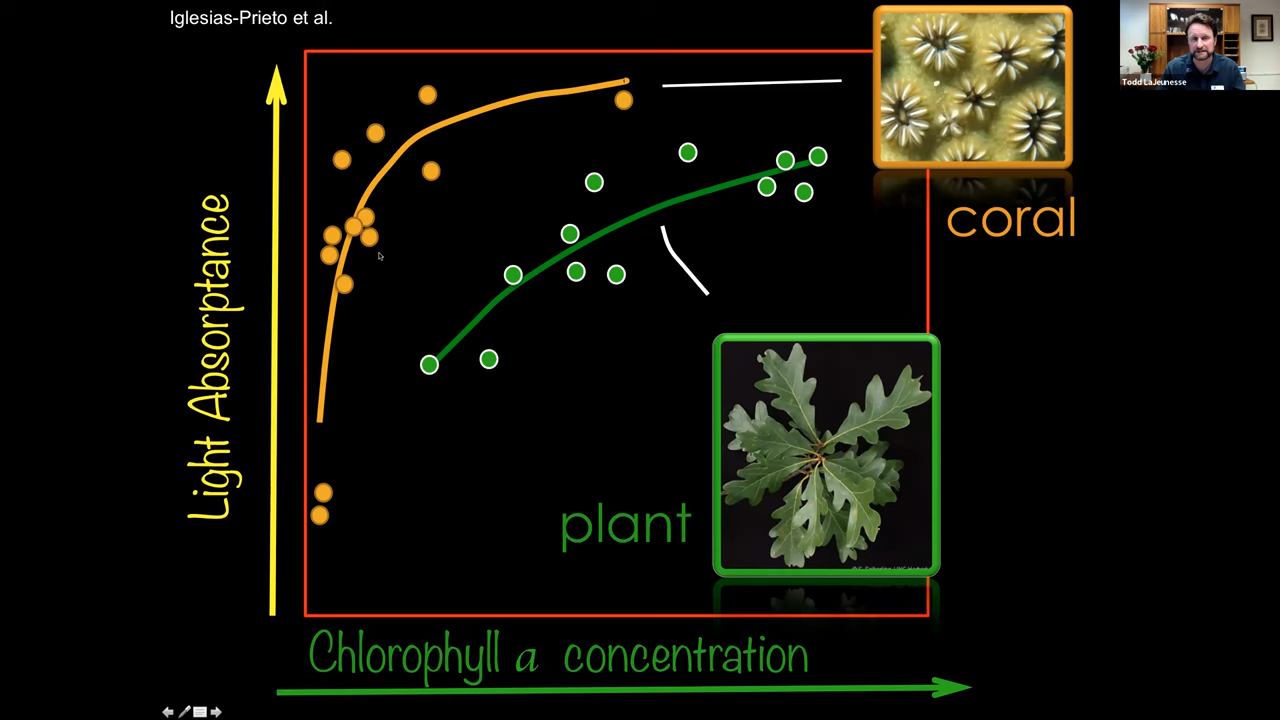 Iglesias-Prieto et al.
Todd LaJeunesse
coral
Light Absorptance
plant
Chlorophyll a concentration